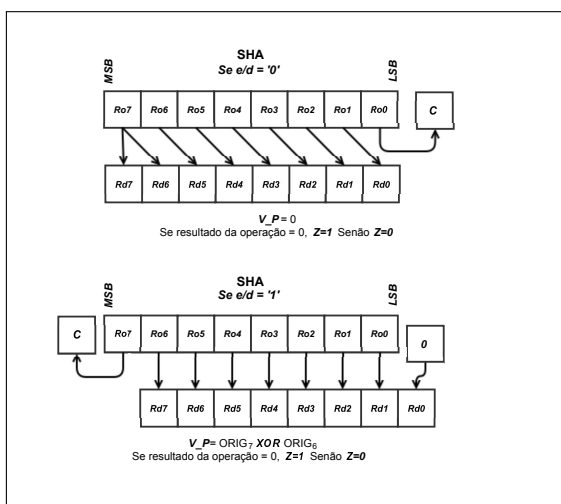 SHA
Se e/d = '0'
MSB
LSB
Ro7 Ro6 Ro5 Ro4 Ro3 Ro2 Ro1 Ro0 C
Rd7 Rd6 Rd5 Rd4 Rd3 Rd2 Rd1 Rd0
V_P = 0
Se resultado da operação = 0, Z=1 Senão Z=0
SHA
Se e/d = '1'
MSB
LSB
C Ro7 Ro6 Ro5 Ro4 Ro3 Ro2 Ro1 Ro0 0
Rd7 Rd6 Rd5 Rd4 Rd3 Rd2 Rd1 Rd0
V_P= ORIG7 XOR ORIG6
Se resultado da operação = 0, Z=1 Senão Z=0